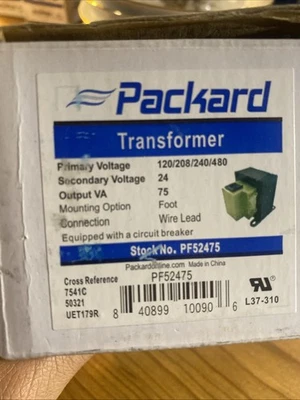 Packard
Transformer
Primary Voltage 120/208/240/480
Secondary Voltage 24
Output VA 75
Mounting Option Foot
Connection Wire Lead
Equipped with a circuit breaker
Stock No. PF52475
Packardonline.com Made in China
Cross Reference PF52475
7541C
50321
UET179R
8 40899 10090 6
L37-310